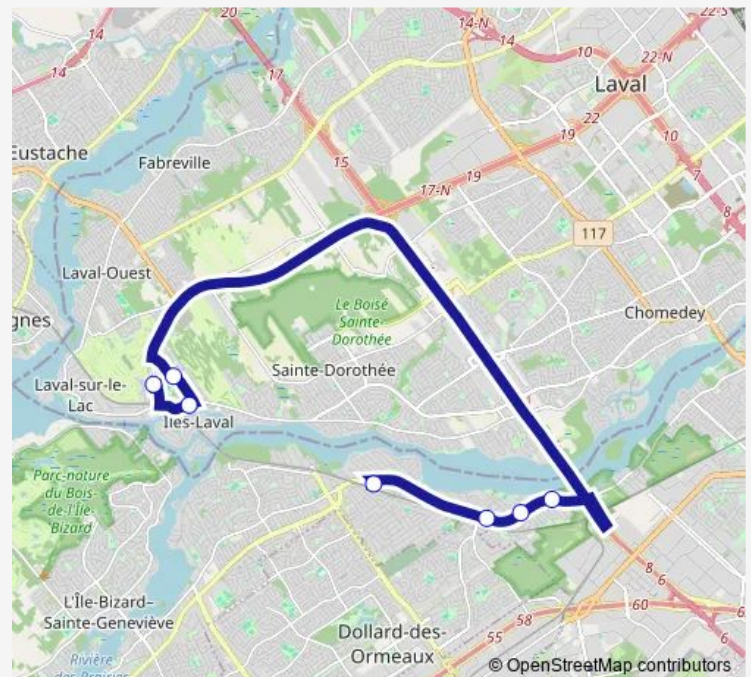 20
14-N
22-S
14
14
10
22-N
17
Laval
22
Eustache
19
10
Fabreville
15
17-N
19
7
8
117
Laval-Ouest
Le Boisé
Sainte-
Dorothée
gnes
Chomedey
Sainte-Dorothée
Laval-sur-le-
Lac
Îles-Laval
Parc-nature
du Bois-
de-l'Île-
Bizard
8
6
L'Île-Bizard–
Sainte-Geneviève
60
58
6
55
Dollard-des-
Ormeaux
6
Rivière
des Prairies
© OpenStreetMap contributors